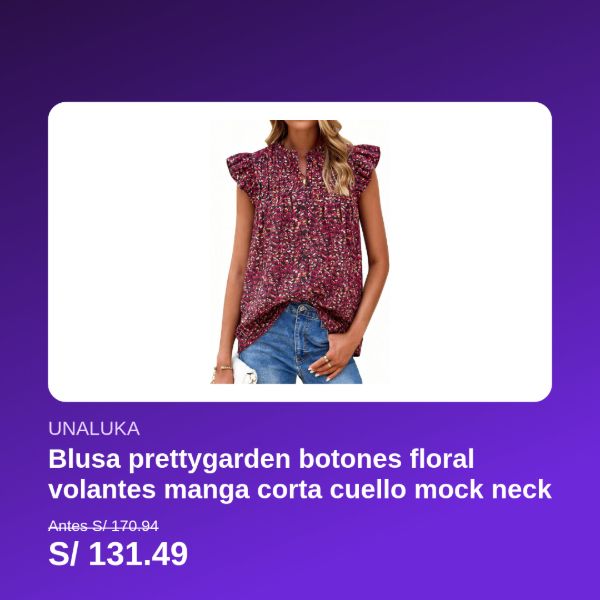 UNALUKA
Blusa prettygarden botones floral
volantes manga corta cuello mock neck
Antes S/ 170.94
S/ 131.49